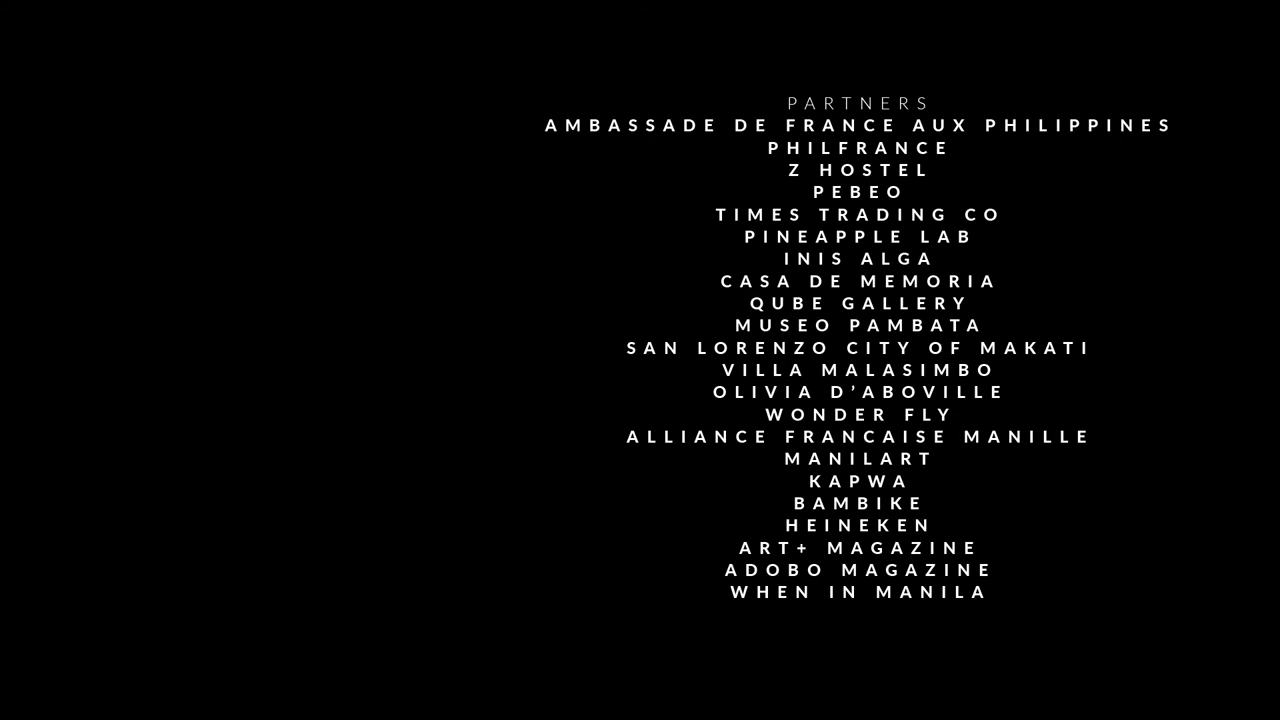 PARTNERS
AMBASSADE DE FRANCE AUX PHILIPPINES
PHILFRANCE
Z HOSTEL
PEBEO
TIMES TRADING CO
PINEAPPLE LAB
INIS ALGA
CASA DE MEMORIA
QUBE GALLERY
MUSEO PAMBATA
SAN LORENZO CITY OF MAKATI
VILLA MALASIMBO
OLIVIA D’ABOVILLE
WONDER FLY
ALLIANCE FRANCAISE MANILLE
MANILART
KAPWA
BAMBIKE
HEINEKEN
ART+ MAGAZINE
ADOBO MAGAZINE
WHEN IN MANILA